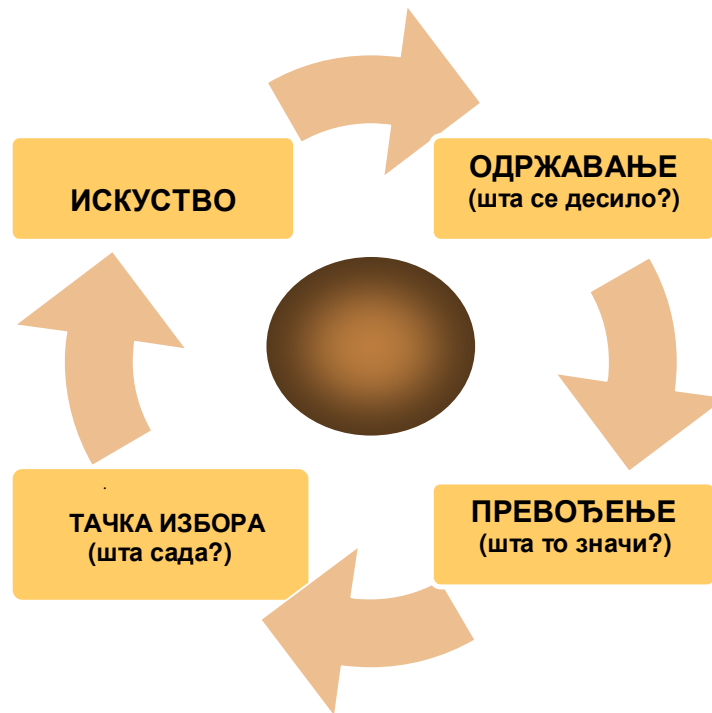 ИСКУСТВО
ОДРЖАВАЊЕ
(шта се десило?)
ПРЕВОЂЕЊЕ
(шта то значи?)
.
ТАЧКА ИЗБОРА
(шта сада?)